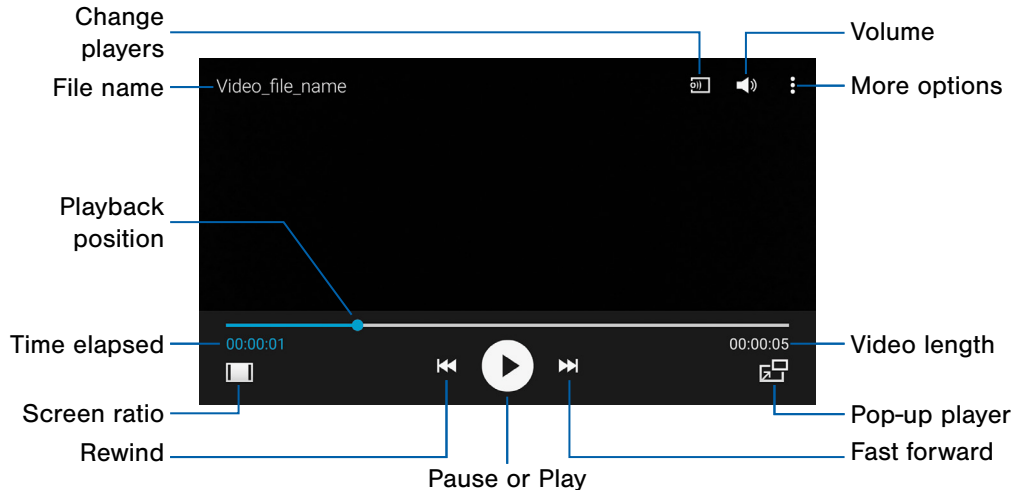 Change
players
Volume
File name
Video_file_name
More options
Playback
position
Time elapsed
00:00:01
00:00:05
Video length
Screen ratio
Pop-up player
Rewind
Fast forward
Pause or Play